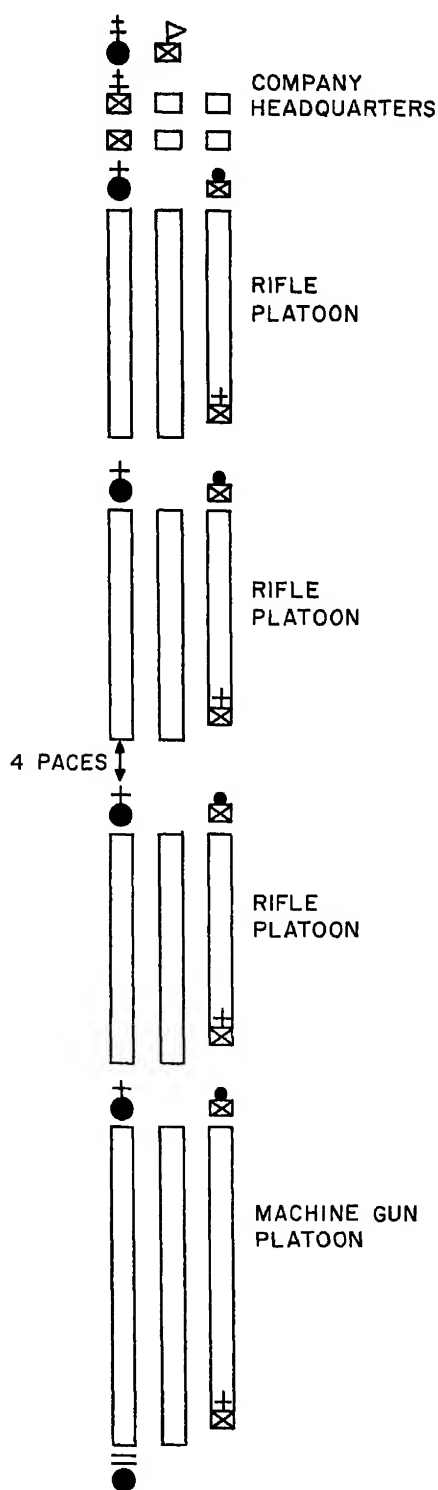 COMPANY
HEADQUARTERS
RIFLE
PLATOON
RIFLE
PLATOON
4 PACES
RIFLE
PLATOON
MACHINE GUN
PLATOON